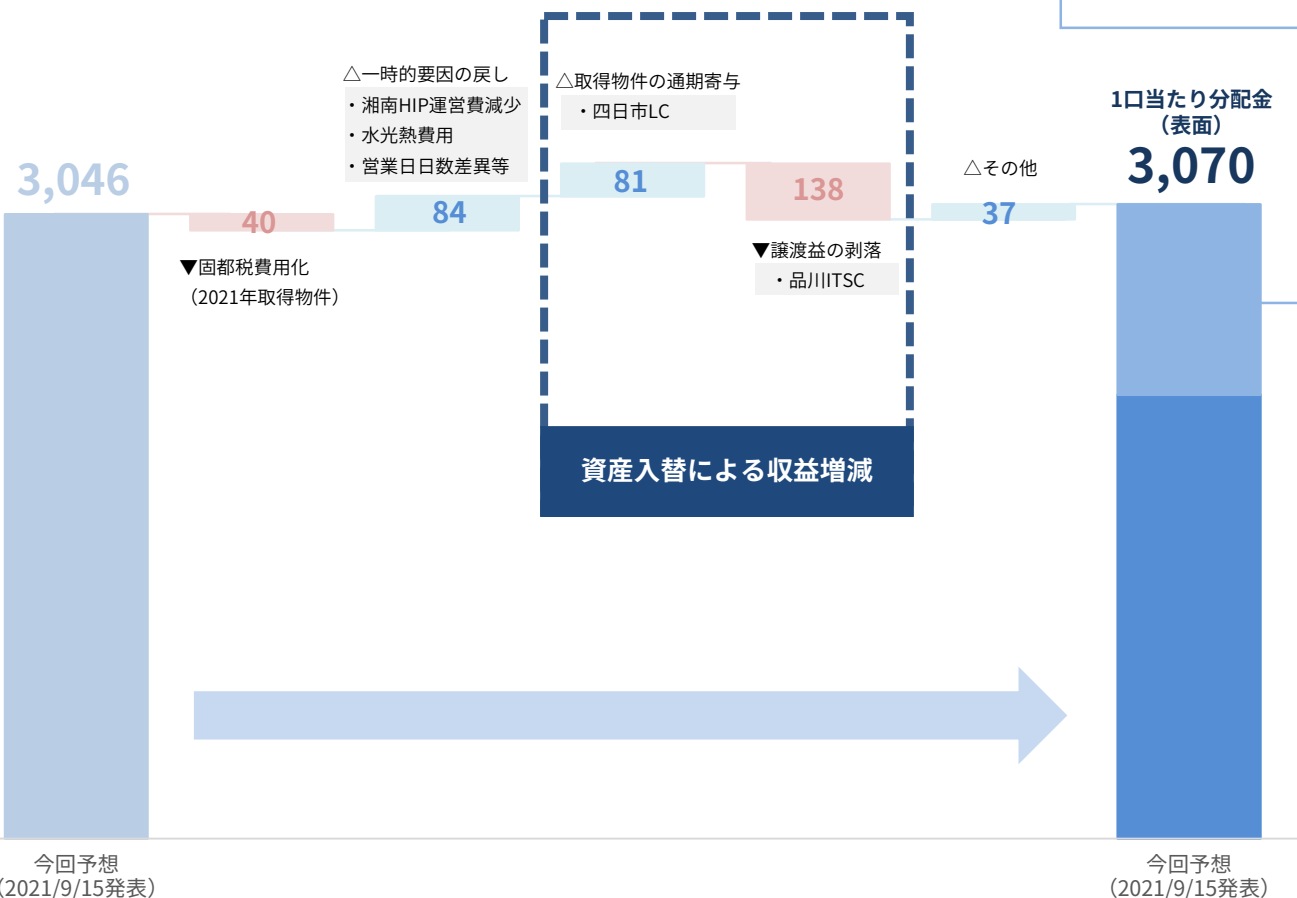 △一時的要因の戻し
・湘南HIP運営費減少
・水光熱費用
・営業日日数差異等
△取得物件の通期寄与
・四日市LC
1口当たり分配金
（表面）
3,070
△その他
3,046
40
84
81
138
37
▼固都税費用化
（2021年取得物件）
▼譲渡益の剥落
・品川ITSC
資産入替による収益増減
今回予想
（2021/9/15発表）
今回予想
（2021/9/15発表）